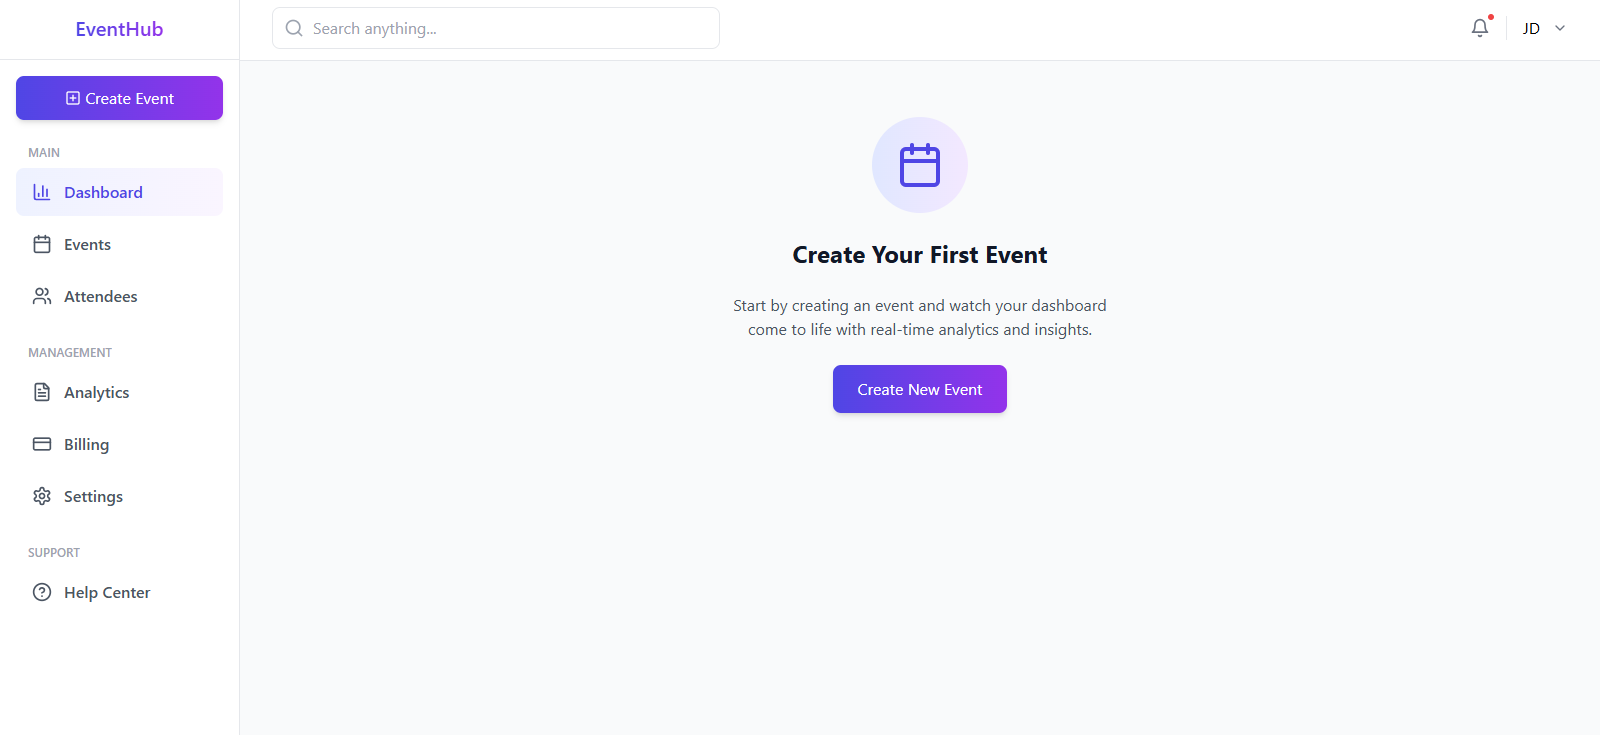 EventHub
Search anything...
JD
Create Event
MAIN
Dashboard
Events
Attendees
MANAGEMENT
Analytics
Billing
Settings
SUPPORT
Help Center
Create Your First Event
Start by creating an event and watch your dashboard
come to life with real-time analytics and insights.
Create New Event